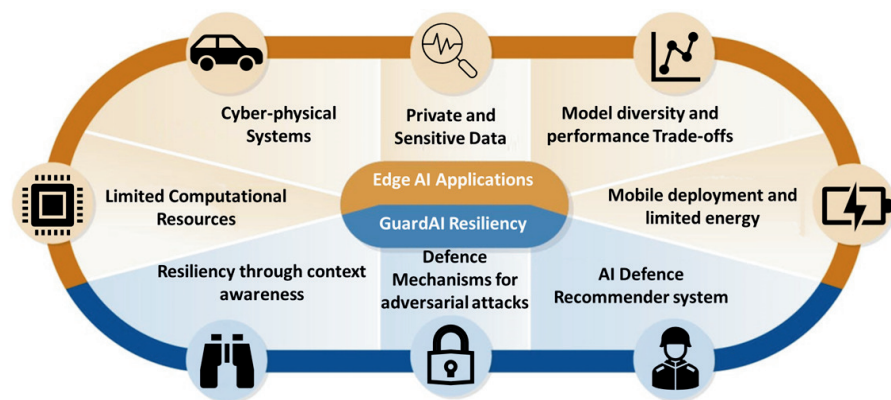 Cyber-physical
Systems
Private and
Sensitive Data
Model diversity and
performance Trade-offs
Limited Computational
Resources
Edge AI Applications
GuardAI Resiliency
Mobile deployment and
limited energy
Resiliency through context
awareness
Defence
Mechanisms for
adversarial attacks
AI Defence
Recommender system